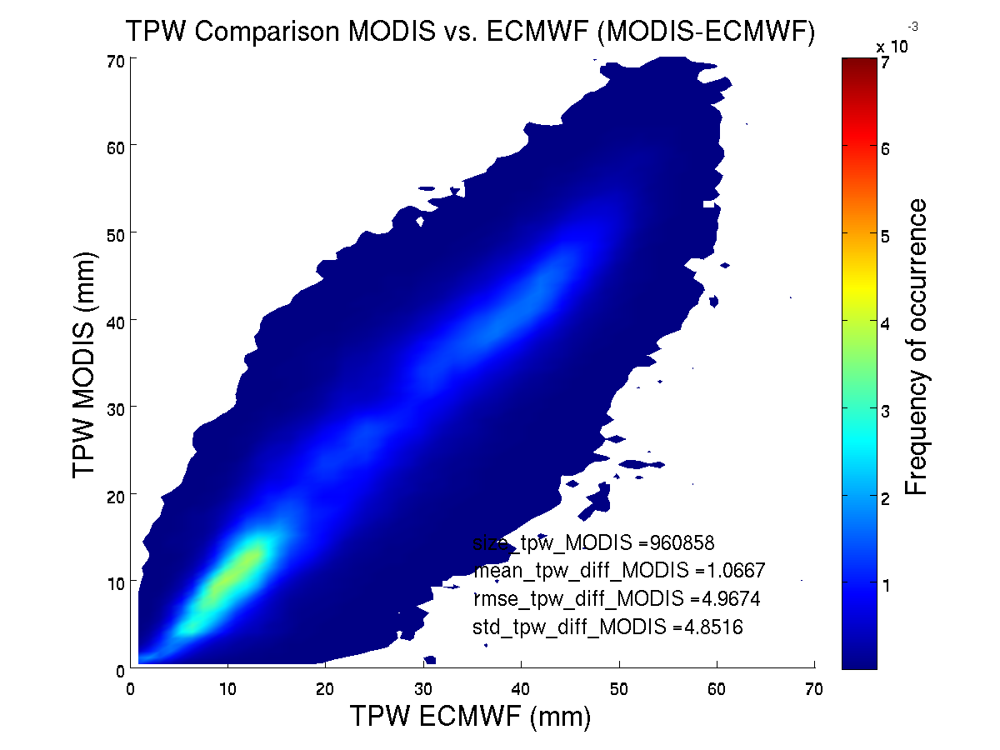 TPW Comparison MODIS vs. ECMWF (MODIS-ECMWF)
x 10 -3
70
60
50
40
30
20
10
0
TPW MODIS (mm)
0 10 20 30 40 50 60 70
TPW ECMWF (mm)
size_tpw_MODIS =960858
mean_tpw_diff_MODIS =1.0667
rmse_tpw_diff_MODIS =4.9674
std_tpw_diff_MODIS =4.8516
7
6
5
4
3
2
1
Frequency of occurrence